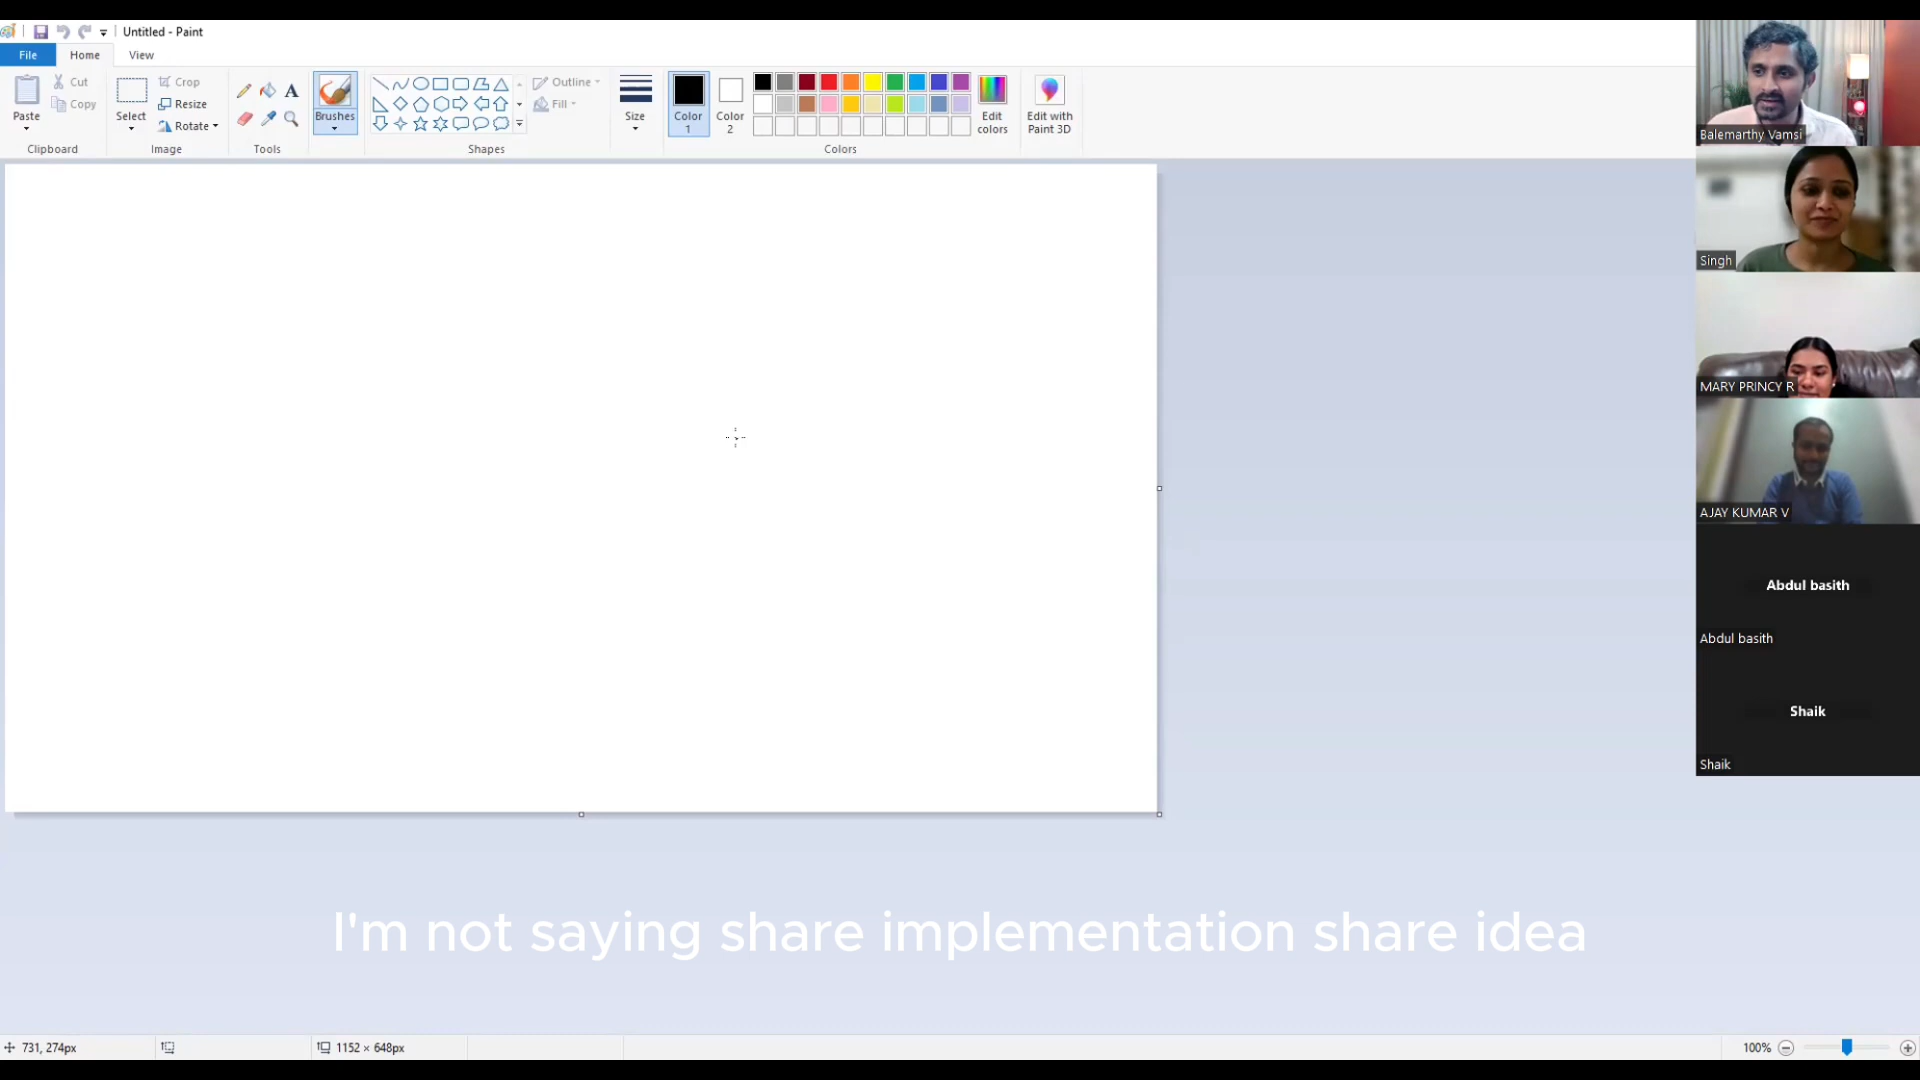 Untitled - Paint
File Home View
Paste
Cut
Copy
Clipboard
Select
Crop
Resize
Rotate
Image
A
Tools
Brushes
Shapes
Outline
Fill
Size
Color 1
Color 2
Colors
Edit colors
Edit with Paint 3D
Balemarthy Vamsi
Singh
MARY PRINCY R
AJAY KUMAR V
Abdul basith
Abdul basith
Shaik
Shaik
I'm not saying share implementation share idea
731, 274px
1152 × 648px
100%